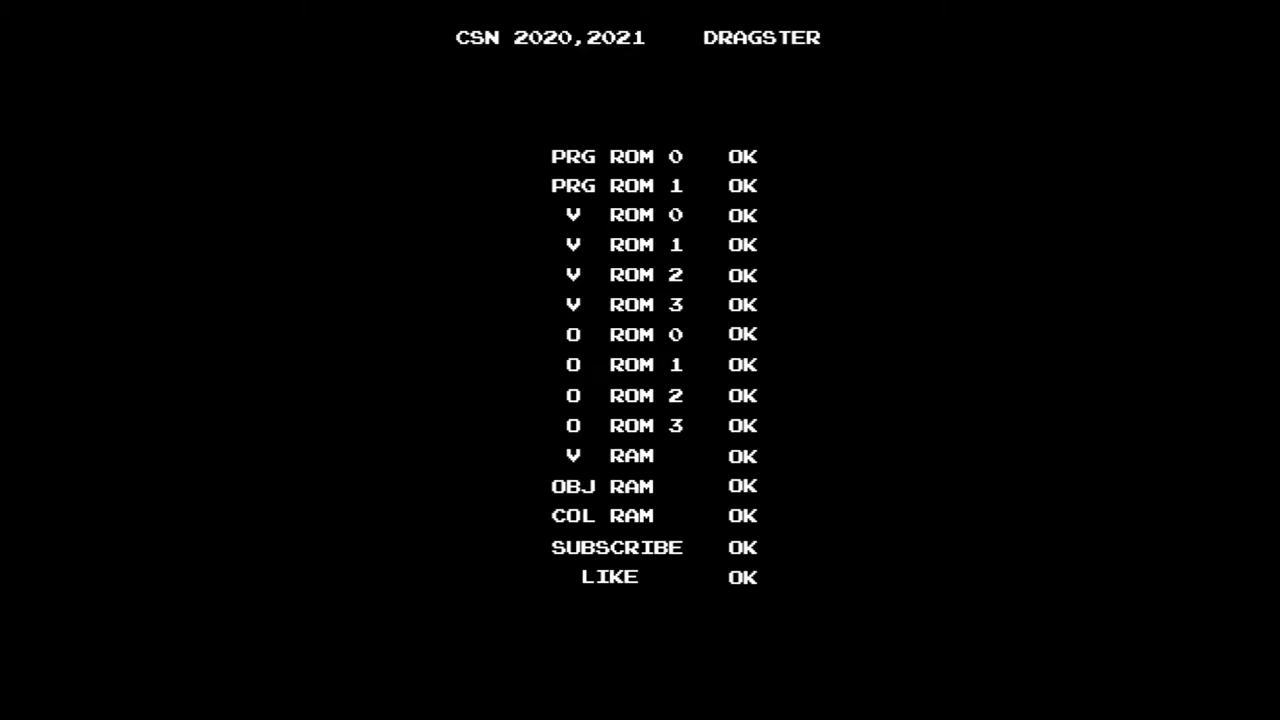 CSN 2020,2021 DRAGSTER
PRG ROM 0 OK
PRG ROM 1 OK
V ROM 0 OK
V ROM 1 OK
V ROM 2 OK
V ROM 3 OK
O ROM 0 OK
O ROM 1 OK
O ROM 2 OK
O ROM 3 OK
V RAM OK
OBJ RAM OK
COL RAM OK
SUBSCRIBE OK
LIKE OK